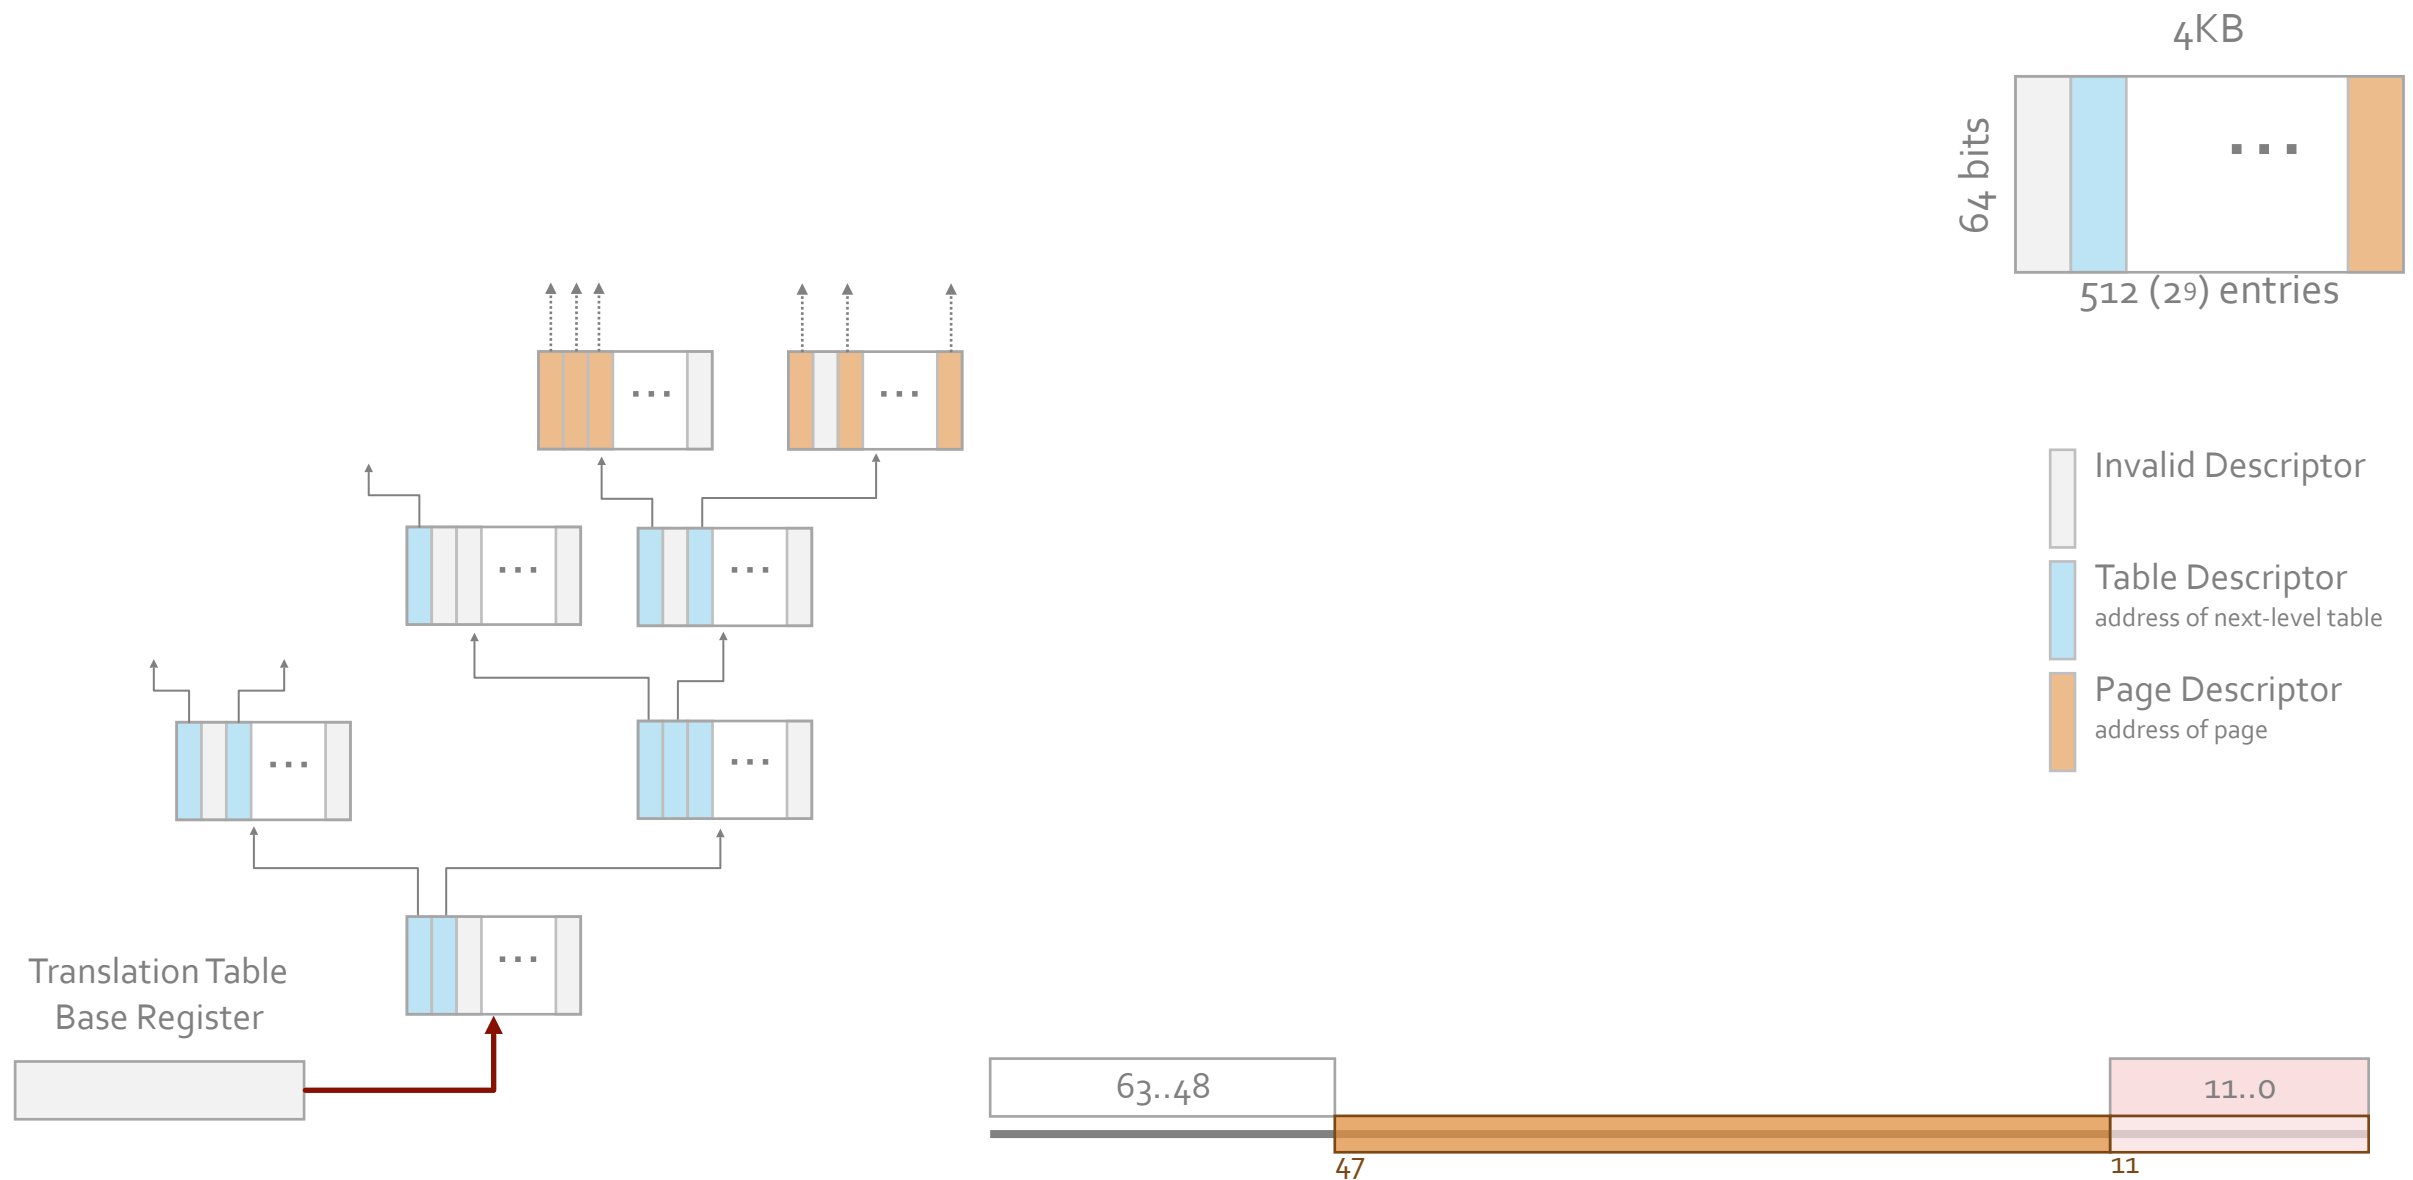 4KB
64 bits
...
512 (29) entries
...
...
Invalid Descriptor
...
...
Table Descriptor
address of next-level table
Page Descriptor
address of page
...
...
...
Translation Table
Base Register
63..48
11..0
47
11